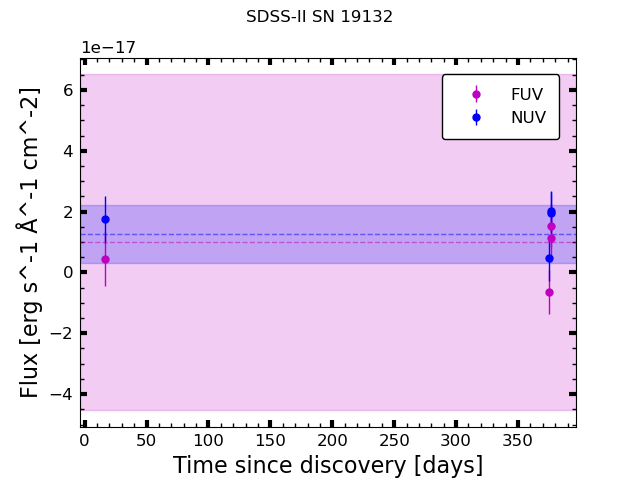 SDSS-II SN 19132
1e−17
FUV
NUV
6
4
2
0
−2
−4
0 50 100 150 200 250 300 350
Flux [erg s^-1 Å^-1 cm^-2]
Time since discovery [days]